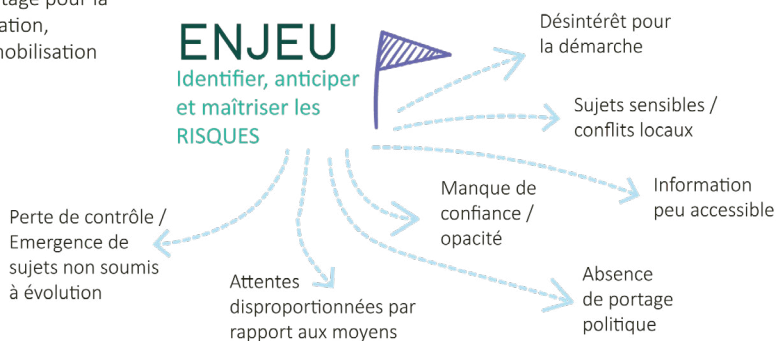 ation,
mobilisation
ENJEU
Identifier, anticiper
et maîtriser les
RISQUES
Désintérêt pour
la démarche
Sujets sensibles /
conflits locaux
Information
peu accessible
Manque de
confiance /
opacité
Absence
de portage
politique
Attentes
disproportionnées par
rapport aux moyens
Perte de contrôle /
Emergence de
sujets non soumis
à évolution